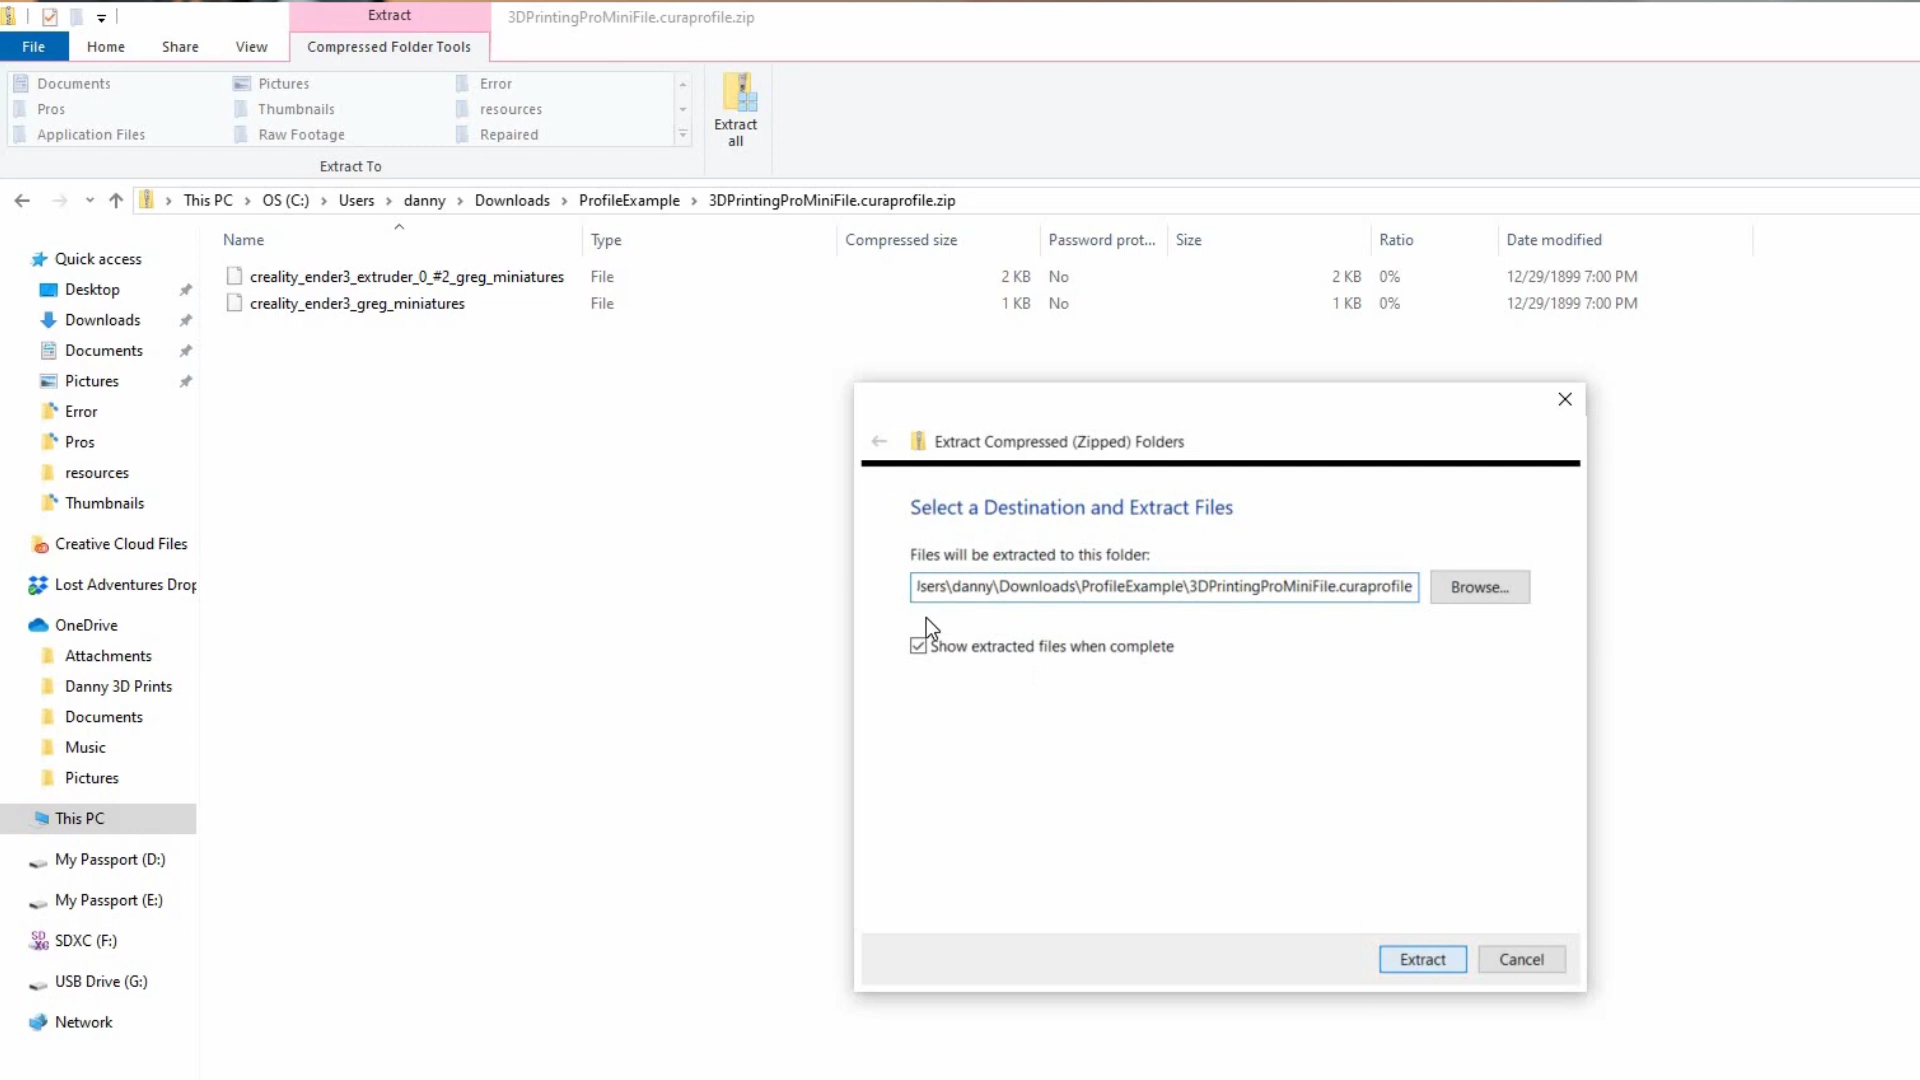 Extract
3DPrintingProMiniFile.curaprofile.zip
File
Home
Share
View
Compressed Folder Tools
Documents
Pictures
Error
Pros
Thumbnails
resources
Application Files
Raw Footage
Repaired
Extract all
Extract To
This PC > OS (C:) > Users > danny > Downloads > ProfileExample > 3DPrintingProMiniFile.curaprofile.zip
Name Type Compressed size Password prot... Size Ratio Date modified
creality_ender3_extruder_0_#2_greg_miniatures File 2 KB No 2 KB 0% 12/29/1899 7:00 PM
creality_ender3_greg_miniatures File 1 KB No 1 KB 0% 12/29/1899 7:00 PM
Quick access
Desktop
Downloads
Documents
Pictures
Error
Pros
resources
Thumbnails
Creative Cloud Files
Lost Adventures Drop
OneDrive
Attachments
Danny 3D Prints
Documents
Music
Pictures
This PC
My Passport (D:)
My Passport (E:)
SDXC (F:)
USB Drive (G:)
Network
Extract Compressed (Zipped) Folders
Select a Destination and Extract Files
Files will be extracted to this folder:
sers\danny\Downloads\ProfileExample\3DPrintingProMiniFile.curaprofile
Browse...
Show extracted files when complete
Extract
Cancel